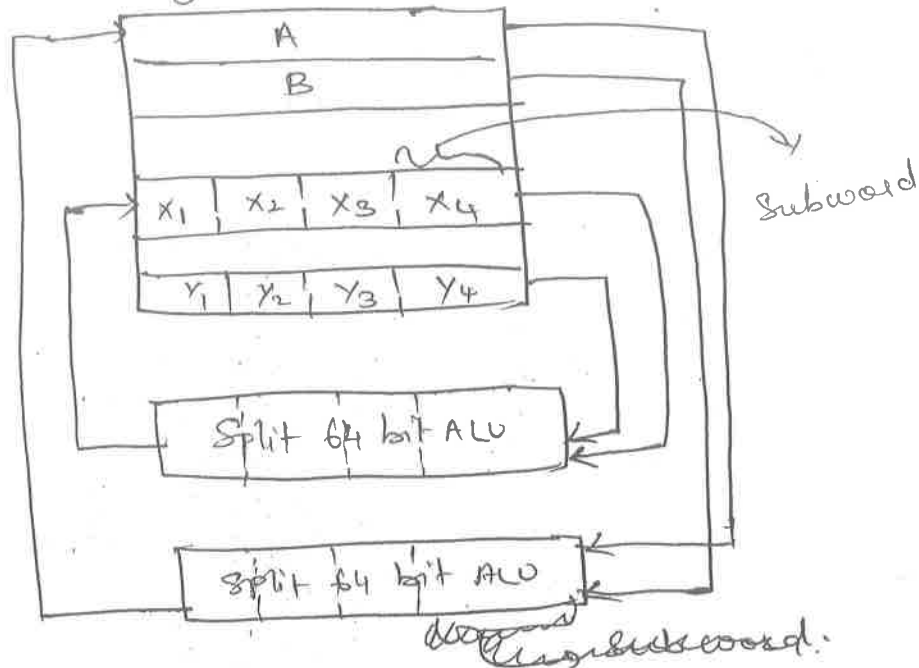 A
B
Subword
X1 X2 X3 X4
Y1 Y2 Y3 Y4
Split 64 bit ALU
Split 64 bit ALU